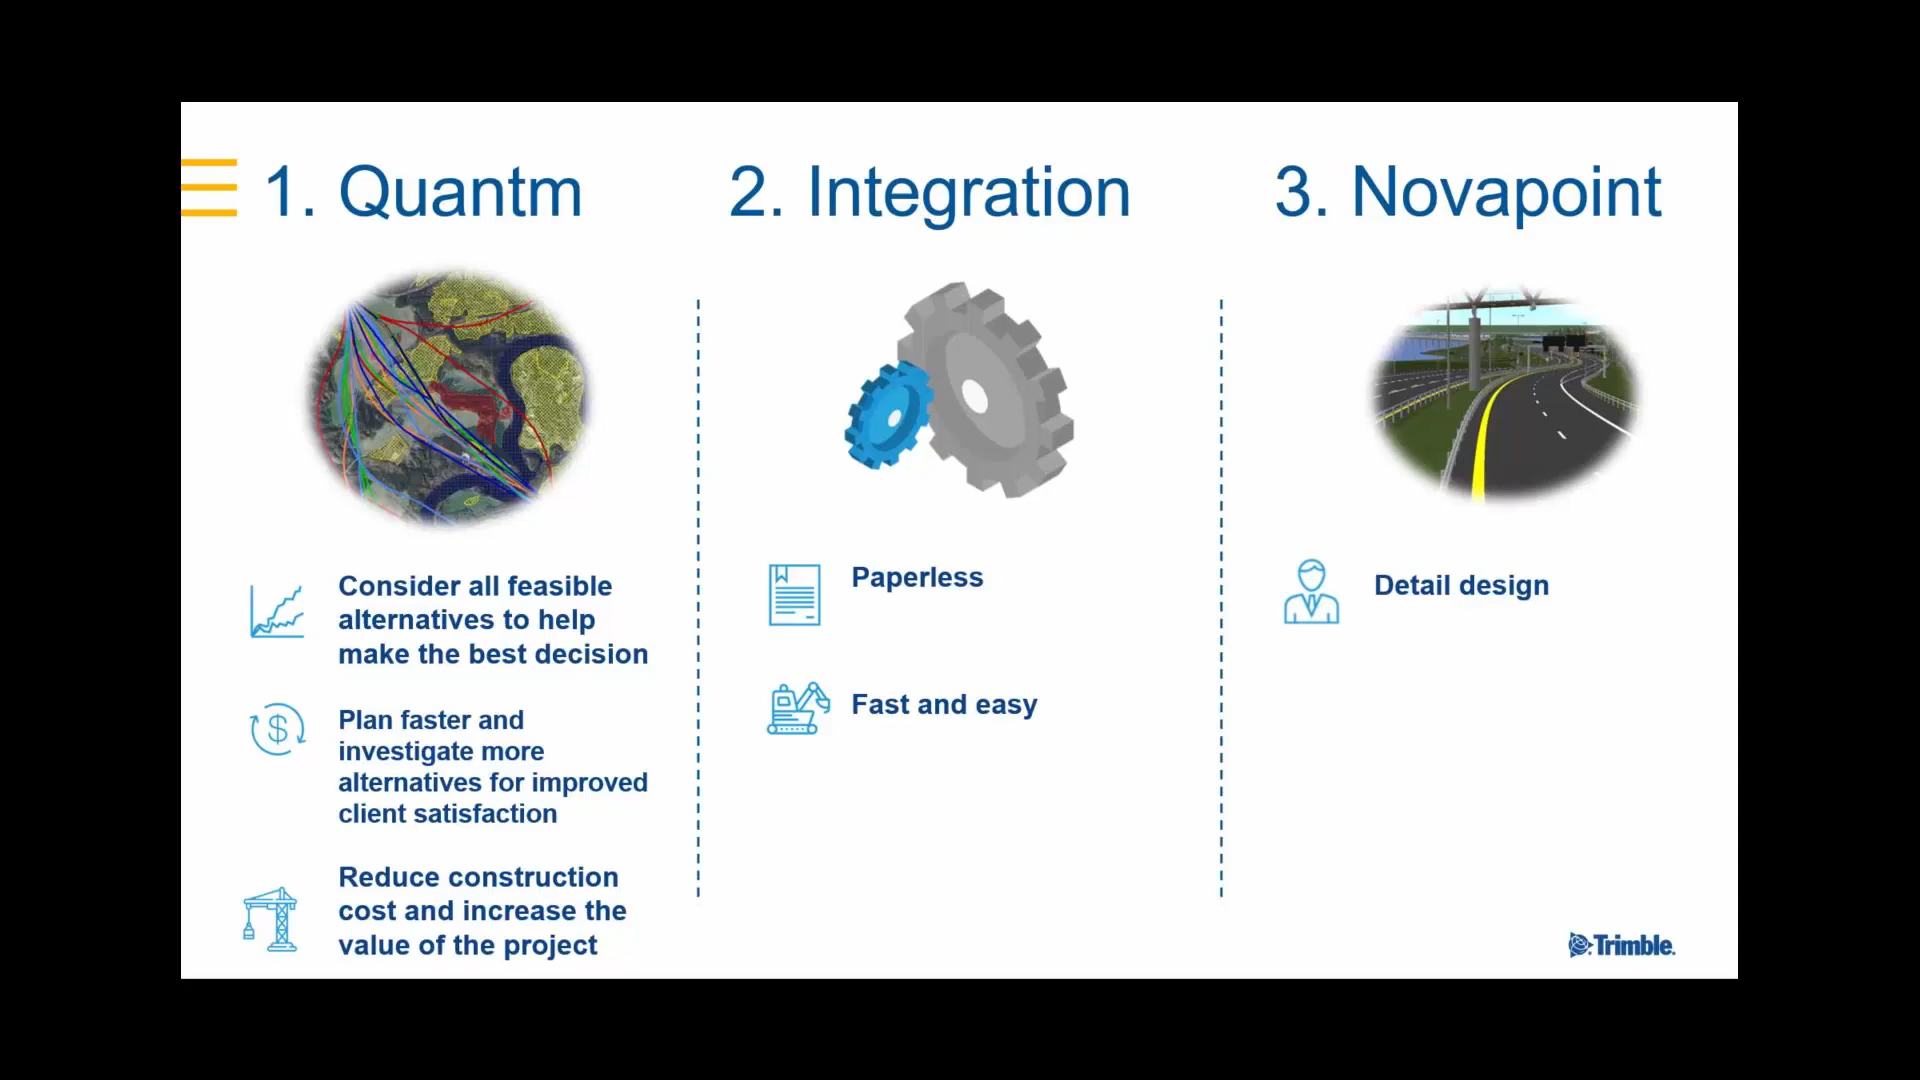 1. Quantm
2. Integration
3. Novapoint
Consider all feasible
alternatives to help
make the best decision
Plan faster and
investigate more
alternatives for improved
client satisfaction
Reduce construction
cost and increase the
value of the project
Paperless
Fast and easy
Detail design
Trimble.